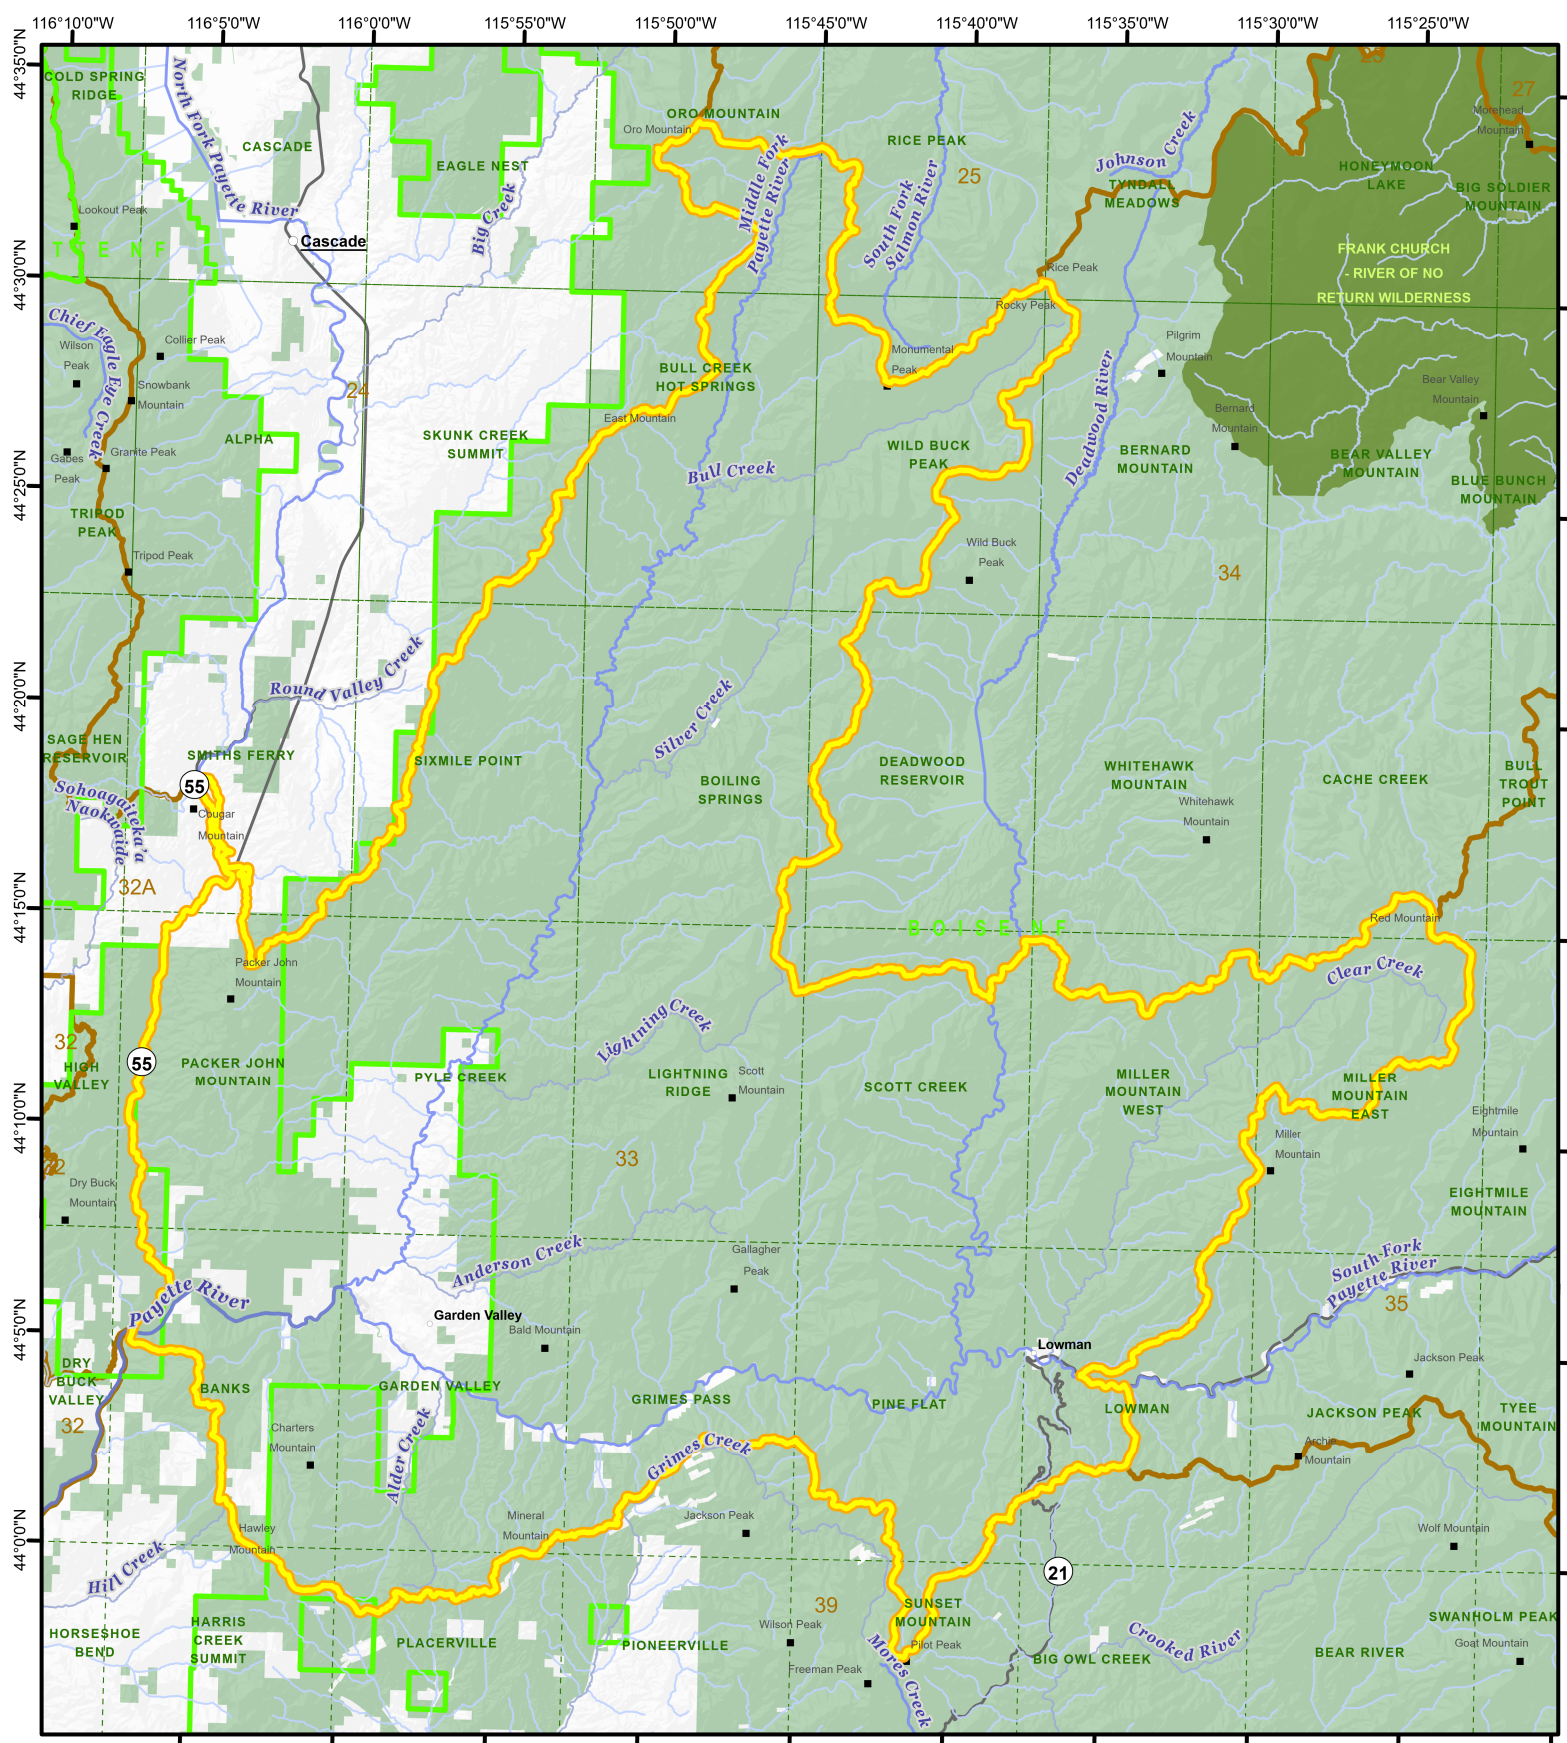 116°10'0"W 116°5'0"W 116°0'0"W 115°55'0"W 115°50'0"W 115°45'0"W 115°40'0"W 115°35'0"W 115°30'0"W 115°25'0"W
44°35'0"N
44°30'0"N
44°25'0"N
44°20'0"N
44°15'0"N
44°10'0"N
44°5'0"N
44°0'0"N
COLD SPRING
RIDGE
North Fork Payette River
CASCADE
EAGLE NEST
Big Creek
ORO MOUNTAIN
Oro Mountain
Middle Fork
Payette River
RICE PEAK
25
South Fork
Salmon River
Johnson Creek
TYNDALL
MEADOWS
HONEYMOON
LAKE
27
Morehead
Mountain
BIG SOLDIER
MOUNTAIN
FRANK CHURCH
- RIVER OF NO
RETURN WILDERNESS
Lookout Peak
T T E N F
Cascade
Rice Peak
Rocky Peak
Monumental
Peak
Pilgrim
Mountain
Bear Valley
Mountain
Bernard
Mountain
Chief Eagle Eye Creek
Wilson
Peak
Collier Peak
Snowbank
Mountain
24
BULL CREEK
HOT SPRINGS
East Mountain
ALPHA
Gabes
Peak
Granite Peak
SKUNK CREEK
SUMMIT
Bull Creek
WILD BUCK
PEAK
Deadwood River
BERNARD
MOUNTAIN
BEAR VALLEY
MOUNTAIN
BLUE BUNCH
MOUNTAIN
TRIPOD
PEAK
Tripod Peak
Wild Buck
Peak
34
Round Valley Creek
Silver Creek
SAGE HEN
RESERVOIR
SMITHS FERRY
55
Cougar
Mountain
Sohoagaiteka'a
Naokwaide
SIXMILE POINT
BOILING
SPRINGS
DEADWOOD
RESERVOIR
WHITEHAWK
MOUNTAIN
Whitehawk
Mountain
CACHE CREEK
BULL
TROUT
POINT
32A
B O I S E N F
Red Mountain
Packer John
Mountain
Clear Creek
Lightning Creek
32
HIGH
VALLEY
55
PACKER JOHN
MOUNTAIN
PYLE CREEK
LIGHTNING
RIDGE
Scott
Mountain
SCOTT CREEK
MILLER
MOUNTAIN
WEST
MILLER
MOUNTAIN
EAST
Eightmile
Mountain
Miller
Mountain
33
32
Dry Buck
Mountain
EIGHTMILE
MOUNTAIN
Anderson Creek
Gallagher
Peak
South Fork
Payette River
35
Payette River
Garden Valley
Bald Mountain
Lowman
Jackson Peak
DRY
BUCK
VALLEY
BANKS
GARDEN VALLEY
GRIMES PASS
PINE FLAT
LOWMAN
JACKSON PEAK
TYEE
MOUNTAIN
32
Charters
Mountain
Alder Creek
Grimes Creek
Archie
Mountain
Mineral
Mountain
Jackson Peak
Hawley
Mountain
Wolf Mountain
Hill Creek
21
39
SUNSET
MOUNTAIN
HORSESHOE
BEND
HARRIS
CREEK
SUMMIT
PLACERVILLE
PIONEERVILLE
Wilson Peak
Pilot Peak
Freeman Peak
Mores Creek
BIG OWL CREEK
Crooked River
BEAR RIVER
SWANHOLM PEAK
Goat Mountain